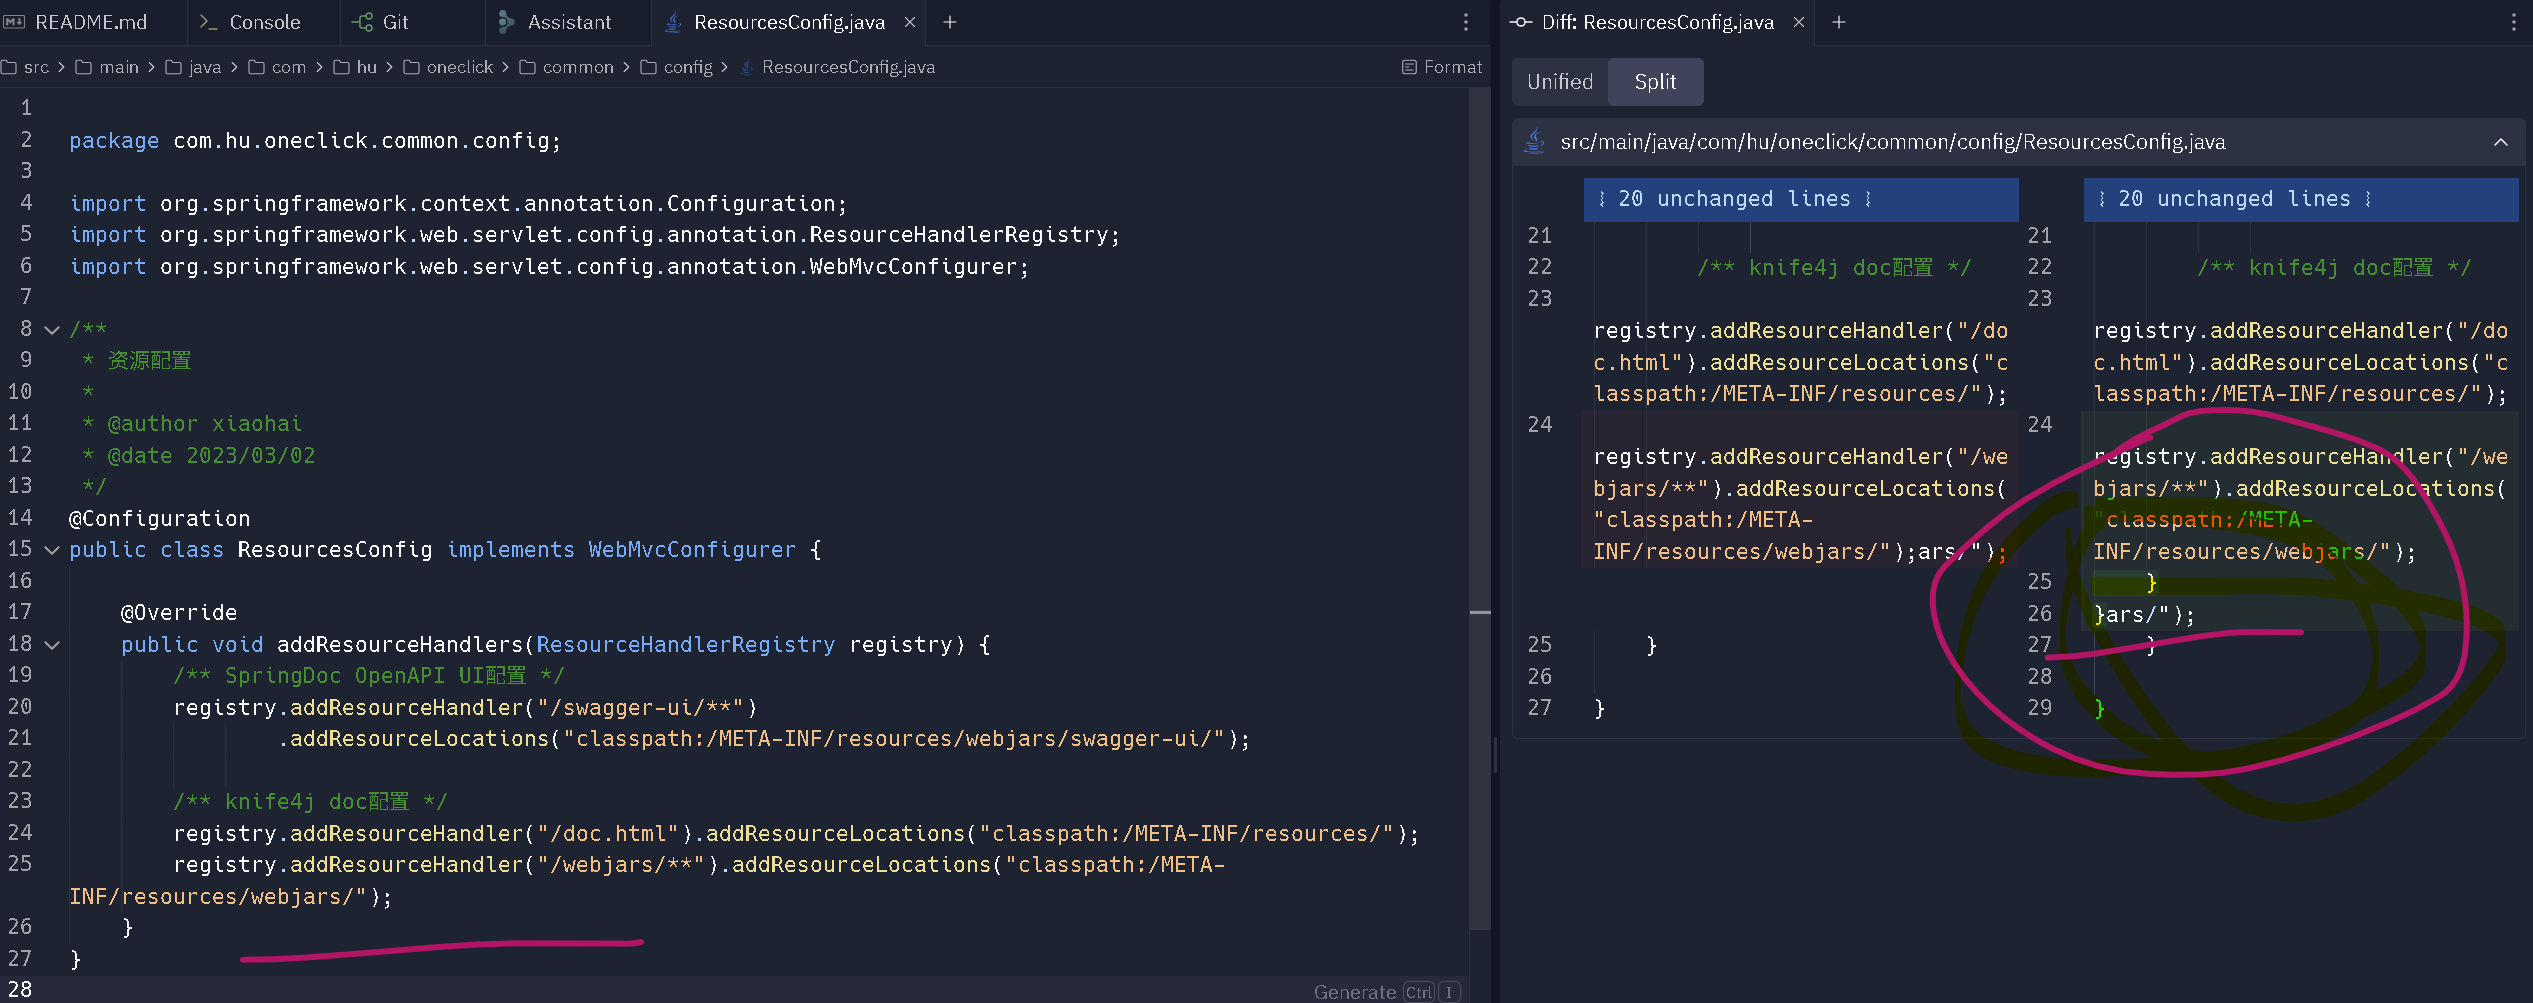 README.md
Console
Git
Assistant
ResourcesConfig.java
src > main > java > com > hu > oneclick > common > config > ResourcesConfig.java
Format
1
2 package com.hu.oneclick.common.config;
3
4 import org.springframework.context.annotation.Configuration;
5 import org.springframework.web.servlet.config.annotation.ResourceHandlerRegistry;
6 import org.springframework.web.servlet.config.annotation.WebMvcConfigurer;
7
8 /**
9 * 资源配置
10 *
11 * @author xiaohai
12 * @date 2023/03/02
13 */
14 @Configuration
15 public class ResourcesConfig implements WebMvcConfigurer {
16
17 @Override
18 public void addResourceHandlers(ResourceHandlerRegistry registry) {
19 /** SpringDoc OpenAPI UI配置 */
20 registry.addResourceHandler("/swagger-ui/**")
21 .addResourceLocations("classpath:/META-INF/resources/webjars/swagger-ui/");
22
23 /** knife4j doc配置 */
24 registry.addResourceHandler("/doc.html").addResourceLocations("classpath:/META-INF/resources/");
25 registry.addResourceHandler("/webjars/**").addResourceLocations("classpath:/META-
INF/resources/webjars/");
26 }
27 }
28
Generate Ctrl I
Diff: ResourcesConfig.java
Unified
Split
src/main/java/com/hu/oneclick/common/config/ResourcesConfig.java
20 unchanged lines
21
22 /** knife4j doc配置 */
23
registry.addResourceHandler("/do
c.html").addResourceLocations("c
lasspath:/META-INF/resources/");
24
registry.addResourceHandler("/we
bjars/**").addResourceLocations(
"classpath:/META-
INF/resources/webjars/");ars/");
25 }
26
27 }
20 unchanged lines
21
22 /** knife4j doc配置 */
23
registry.addResourceHandler("/do
c.html").addResourceLocations("c
lasspath:/META-INF/resources/");
24
registry.addResourceHandler("/we
bjars/**").addResourceLocations(
"classpath:/META-
INF/resources/webjars/");
25 }
26 }ars/");
27 }
28
29 }